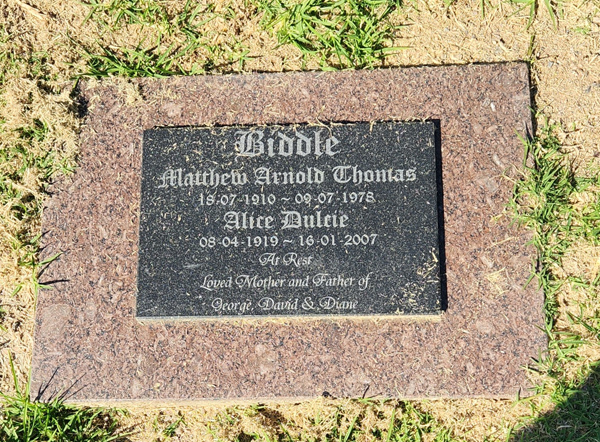 Biddle
Matthew Arnold Thomas
18-07-1910 ~ 09-07-1978
Alice Dulcie
08-04-1919 ~ 16-01-2007
At Rest
Loved Mother and Father of
George, David & Diane